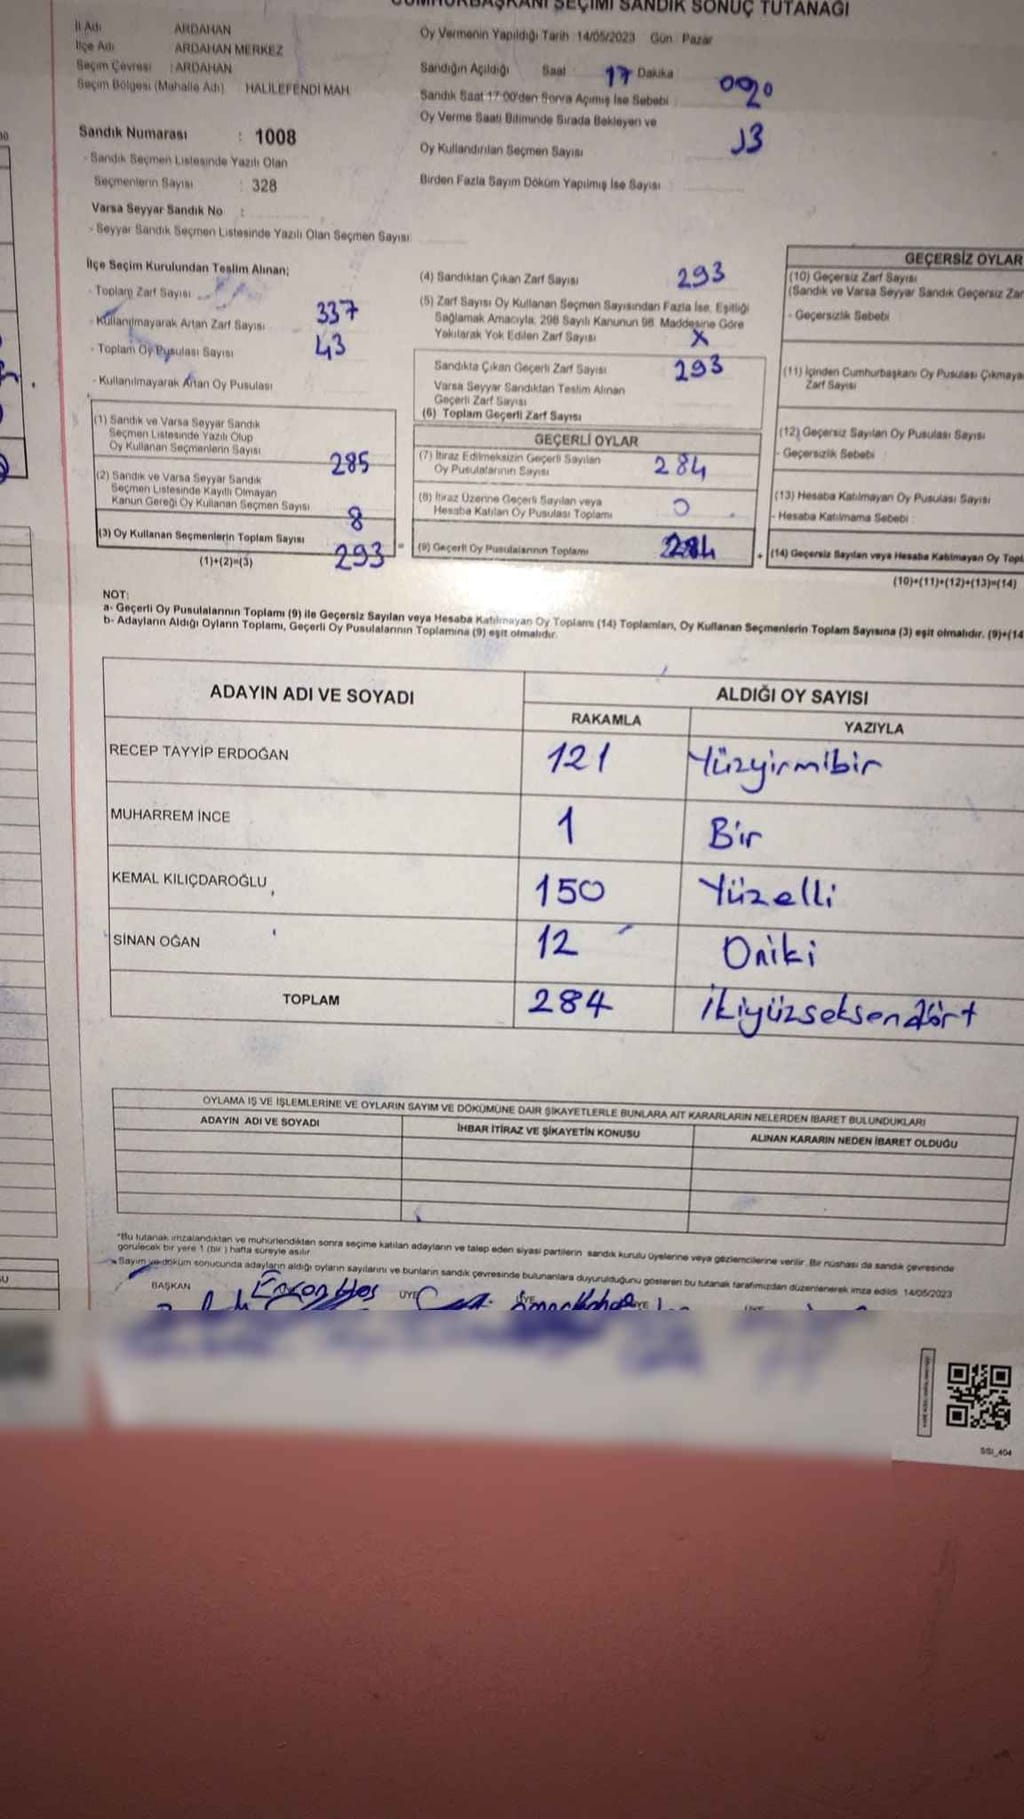 CUMHURBAŞKANI SEÇİMİ SANDIK SONUÇ TUTANAĞI
İl Adı ARDAHAN
İlçe Adı ARDAHAN MERKEZ
Seçim Çevresi : ARDAHAN
Seçim Bölgesi (Mahalle Adı) HALİLEFENDİ MAH
Oy Vermenin Yapıldığı Tarih :14/05/2023 Gün : Pazar
Sandığın Açıldığı Saat 17 Dakika
Sandık Saat 17:00'den Sonra Açımış İse Sebebi :
Oy Verme Saati Bitiminde Sırada Bekleyen ve
Oy Kullandırılan Seçmen Sayısı 13
Birden Fazla Sayım Döküm Yapılmış İse Sayısı
Sandık Numarası : 1008
- Sandık Seçmen Listesinde Yazılı Olan
Seçmenlerin Sayısı : 328
Varsa Seyyar Sandık No :
- Seyyar Sandık Seçmen Listesinde Yazılı Olan Seçmen Sayısı:
İlçe Seçim Kurulundan Teslim Alınan;
- Toplam Zarf Sayısı
337
- Kullanılmayarak Artan Zarf Sayısı
43
- Toplam Oy Pusulası Sayısı
- Kullanılmayarak Artan Oy Pusulası
(1) Sandık ve Varsa Seyyar Sandık
Seçmen Listesinde Yazılı Olup
Oy Kullanan Seçmenlerin Sayısı 285
(2) Sandık ve Varsa Seyyar Sandık
Seçmen Listesinde Kayıtlı Olmayan
Kanun Gereği Oy Kullanan Seçmen Sayısı 8
(3) Oy Kullanan Seçmenlerin Toplam Sayısı 293
(1)+(2)=(3)
(4) Sandıktan Çıkan Zarf Sayısı 293
(5) Zarf Sayısı Oy Kullanan Seçmen Sayısından Fazla İse, Eşitliği
Sağlamak Amacıyla, 298 Sayılı Kanunun 98. Maddesine Göre
Yakılarak Yok Edilen Zarf Sayısı X
Sandıkta Çıkan Geçerli Zarf Sayısı 293
Varsa Seyyar Sandıktan Teslim Alınan
Geçerli Zarf Sayısı
(6) Toplam Geçerli Zarf Sayısı
GEÇERLİ OYLAR
(7) İtiraz Edilmeksizin Geçerli Sayılan
Oy Pusulalarının Sayısı 284
(8) İtiraz Üzerine Geçerli Sayılan veya
Hesaba Katılan Oy Pusulası Toplamı 0
= (9) Geçerli Oy Pusulalarının Toplamı 284
GEÇERSİZ OYLAR
(10) Geçersiz Zarf Sayısı
(Sandık ve Varsa Seyyar Sandık Geçersiz Zar
- Geçersizlik Sebebi :
(11) İçinden Cumhurbaşkanı Oy Pusulası Çıkmaya
Zarf Sayısı
(12) Geçersiz Sayılan Oy Pusulası Sayısı
- Geçersizlik Sebebi :
(13) Hesaba Katılmayan Oy Pusulası Sayısı
- Hesaba Katılmama Sebebi :
+ (14) Geçersiz Sayılan veya Hesaba Katılmayan Oy Topl
(10)+(11)+(12)+(13)=(14)
NOT:
a- Geçerli Oy Pusulalarının Toplamı (9) ile Geçersiz Sayılan veya Hesaba Katılmayan Oy Toplamı (14) Toplamları, Oy Kullanan Seçmenlerin Toplam Sayısına (3) eşit olmalıdır. (9)+(14
b- Adayların Aldığı Oyların Toplamı, Geçerli Oy Pusulalarının Toplamına (9) eşit olmalıdır.
ADAYIN ADI VE SOYADI ALDIĞI OY SAYISI
RAKAMLA YAZIYLA
RECEP TAYYİP ERDOĞAN 121 Yüzyirmibir
MUHARREM İNCE 1 Bir
KEMAL KILIÇDAROĞLU 150 Yüzelli
SİNAN OĞAN 12 Oniki
TOPLAM 284 İkiyüzseksendört
OYLAMA İŞ VE İŞLEMLERİNE VE OYLARIN SAYIM VE DÖKÜMÜNE DAİR ŞİKAYETLERLE BUNLARA AİT KARARLARIN NELERDEN İBARET BULUNDUKLARI
ADAYIN ADI VE SOYADI İHBAR İTİRAZ VE ŞİKAYETİN KONUSU ALINAN KARARIN NEDEN İBARET OLDUĞU
*Bu tutanak imzalandıktan ve mühürlendikten sonra seçime katılan adayların ve talep eden siyasi partilerin sandık kurulu üyelerine veya gözlemcilerine verilir. Bir nüshası da sandık çevresinde
görülecek bir yere 1 (bir) hafta süreyle asılır.
Sayım ve döküm sonucunda adayların aldığı oyların sayılarını ve bunların sandık çevresinde bulunanlara duyurulduğunu gösteren bu tutanak tarafımızdan düzenlenerek imza edildi. 14/05/2023
BAŞKAN ÜYE ÜYE ÜYE
SSI_404